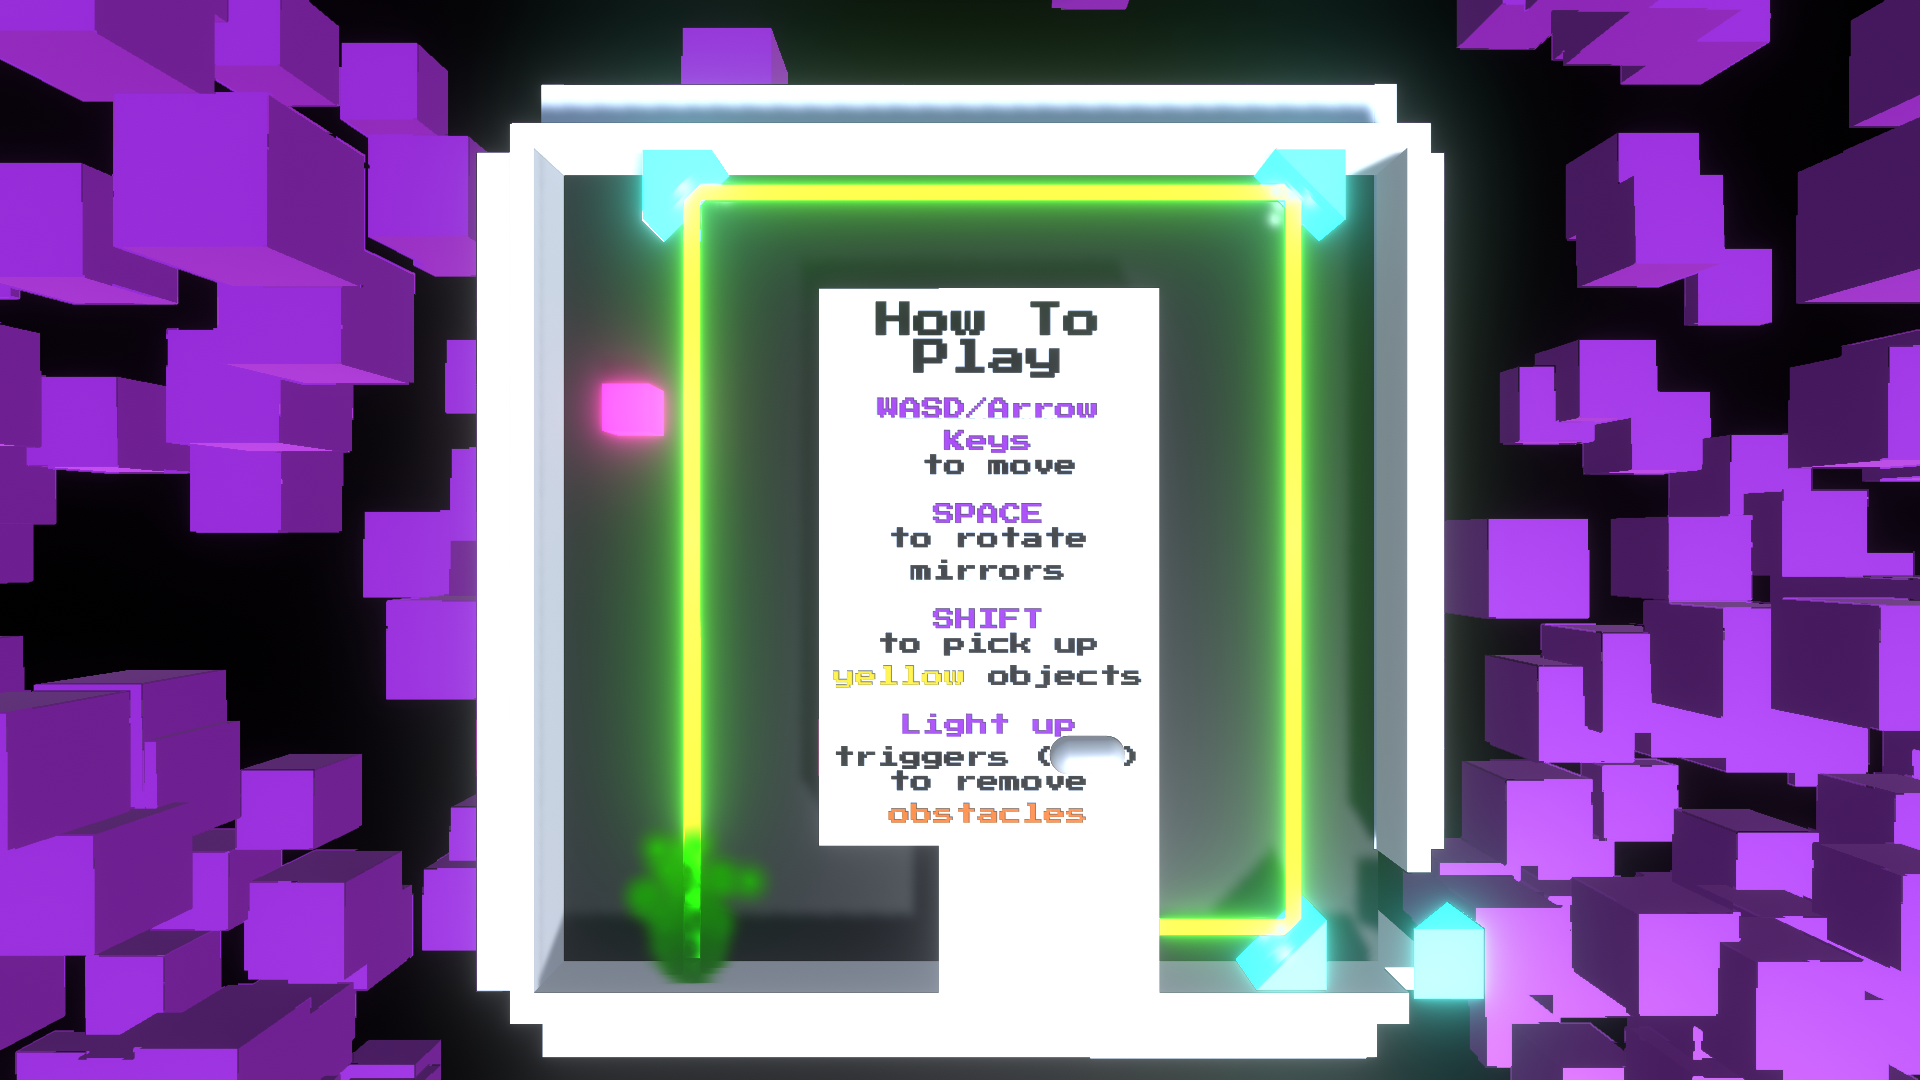 How To
Play
WASD/Arrow
Keys
to move
SPACE
to rotate
mirrors
SHIFT
to pick up
yellow objects
Light up
triggers ( )
to remove
obstacles